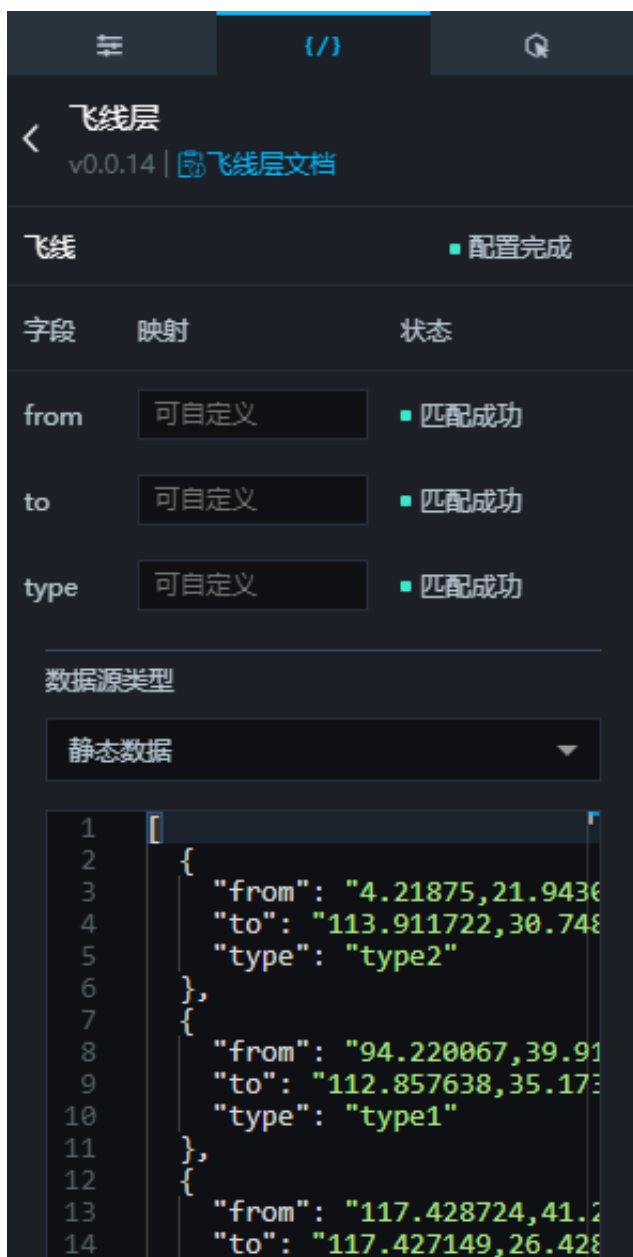 {/}
飞线层
v0.0.14 | 飞线层文档
飞线 配置完成
字段 映射 状态
from 可自定义 匹配成功
to 可自定义 匹配成功
type 可自定义 匹配成功
数据源类型
静态数据
1 [
2 {
3 "from": "4.21875,21.9430
4 "to": "113.911722,30.748
5 "type": "type2"
6 },
7 {
8 "from": "94.220067,39.91
9 "to": "112.857638,35.173
10 "type": "type1"
11 },
12 {
13 "from": "117.428724,41.2
14 "to": "117.427149,26.428